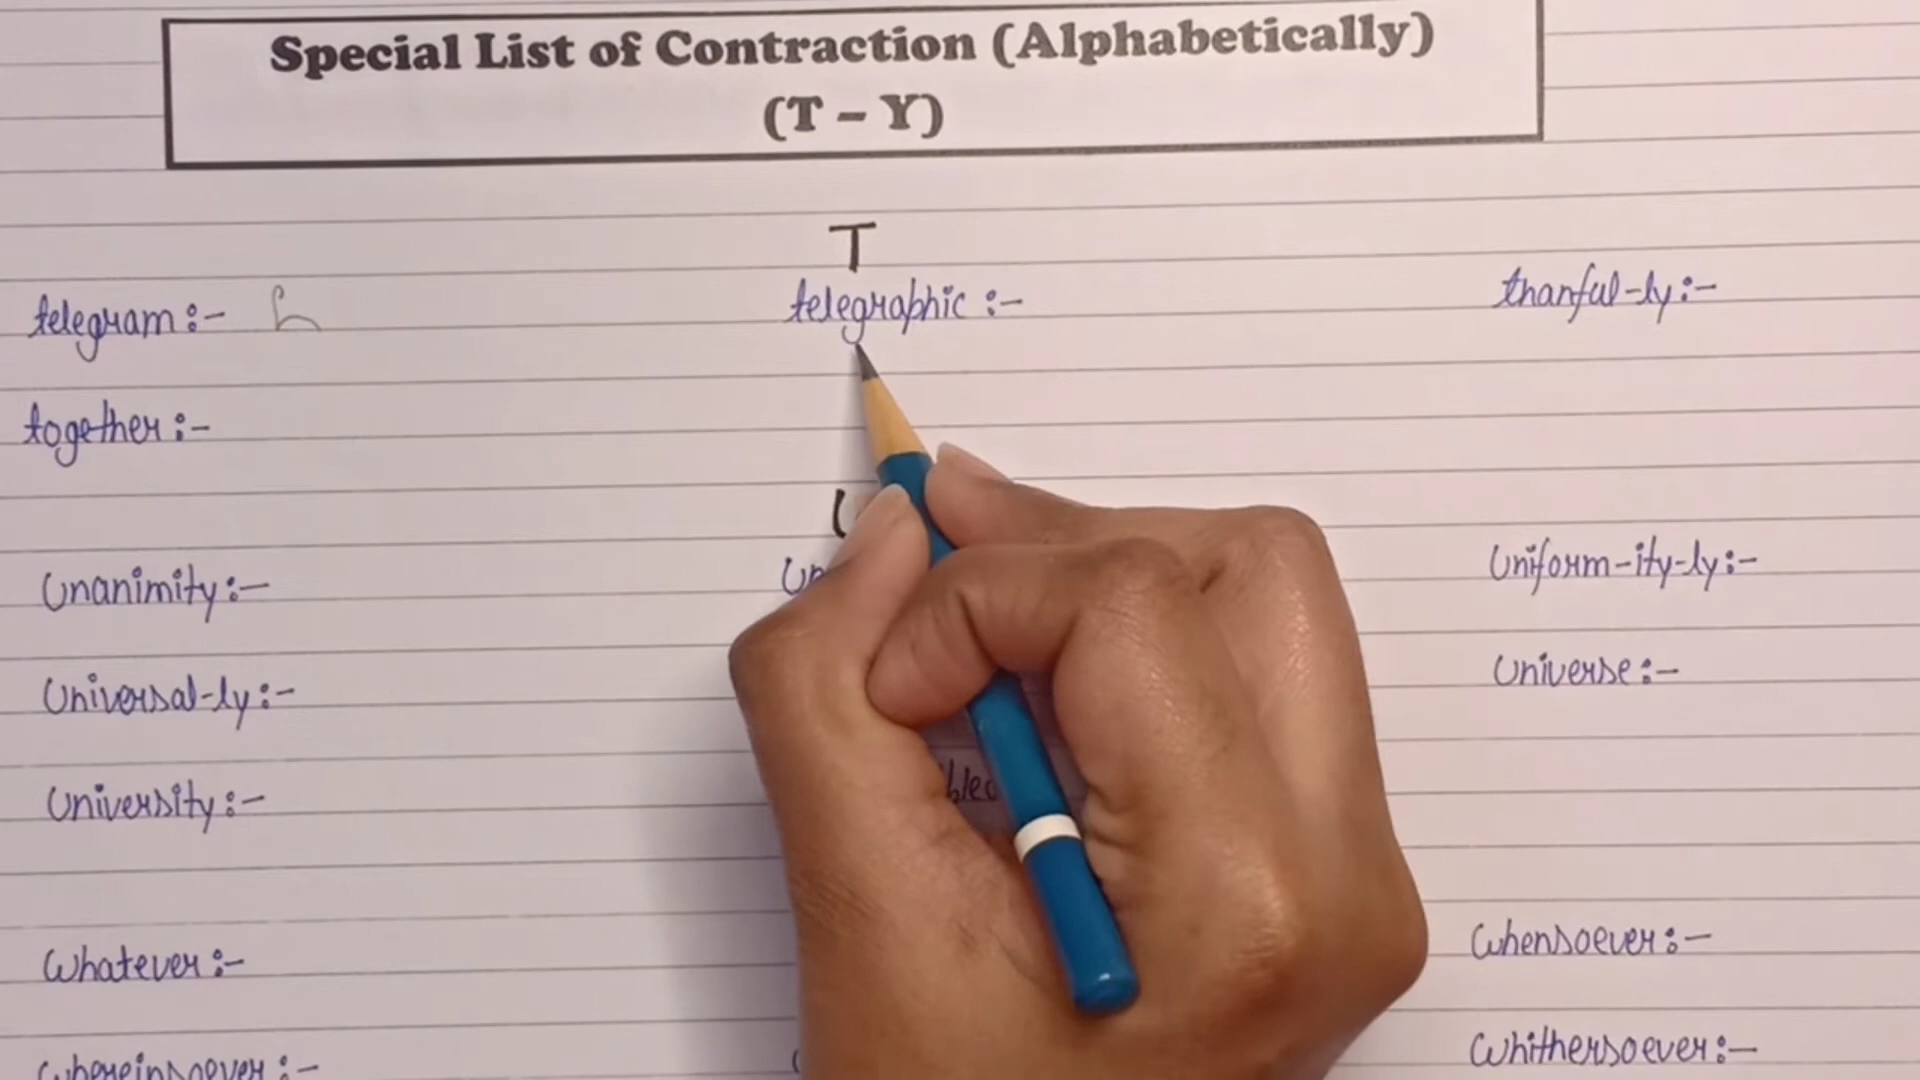 Special List of Contraction (Alphabetically)
(T – Y)
T
telegram:- telegraphic :- thanful-ly:-
together:-
Unanimity:- Uniform-ity-ly:-
Universal-ly:- Universe:-
University:-
Whatever:- Whensoever:-
Whereinsoever:- Whithersoever:-